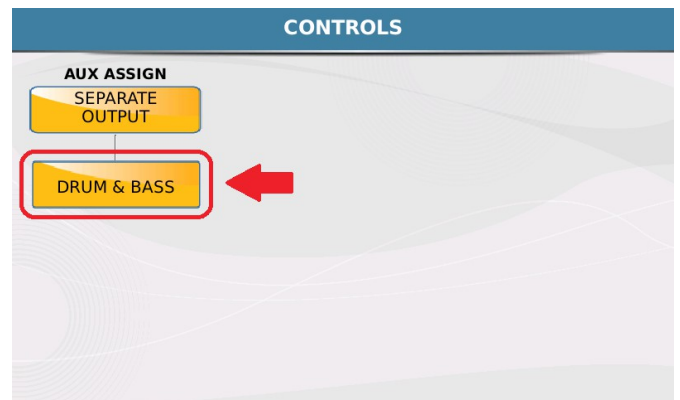 CONTROLS
AUX ASSIGN
SEPARATE
OUTPUT
DRUM & BASS